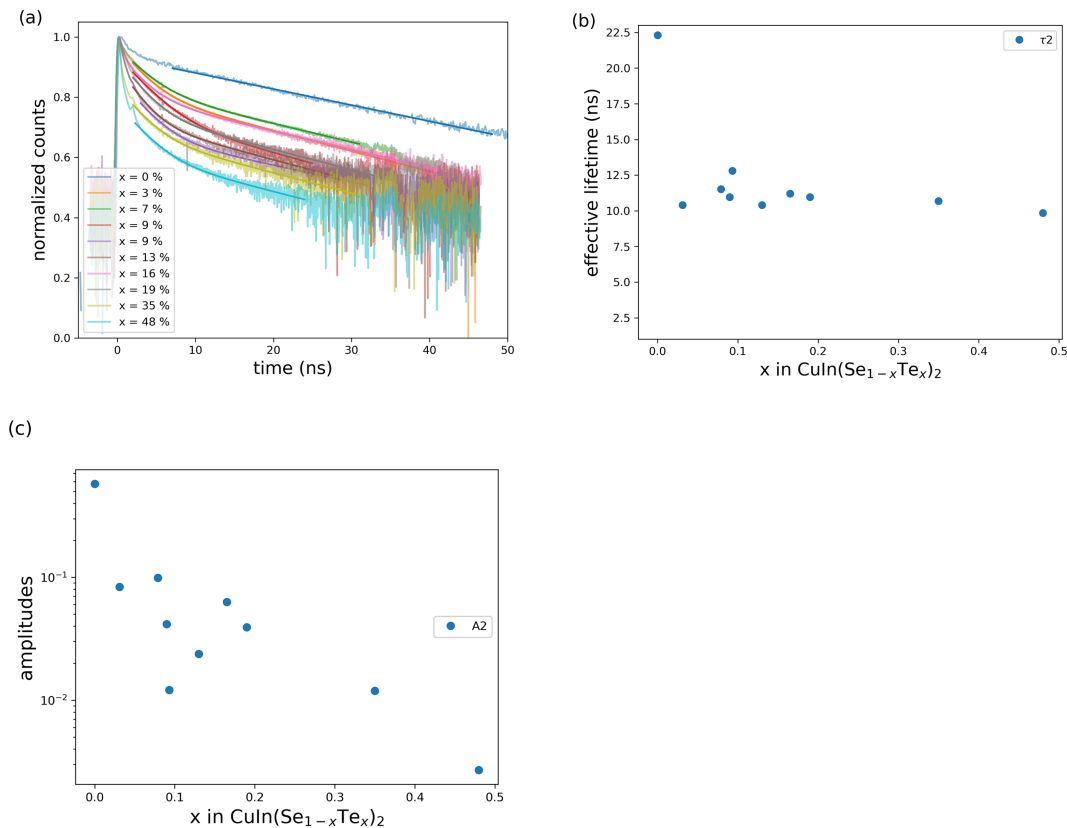 (a)
normalized counts
1.0
0.8
0.6
0.4
0.2
0.0
x = 0 %
x = 3 %
x = 7 %
x = 9 %
x = 9 %
x = 13 %
x = 16 %
x = 19 %
x = 35 %
x = 48 %
0 10 20 30 40 50
time (ns)
(b)
effective lifetime (ns)
22.5
20.0
17.5
15.0
12.5
10.0
7.5
5.0
2.5
τ2
0.0 0.1 0.2 0.3 0.4 0.5
x in CuIn(Se₁₋ₓTeₓ)₂
(c)
amplitudes
10⁻¹
10⁻²
A2
0.0 0.1 0.2 0.3 0.4 0.5
x in CuIn(Se₁₋ₓTeₓ)₂